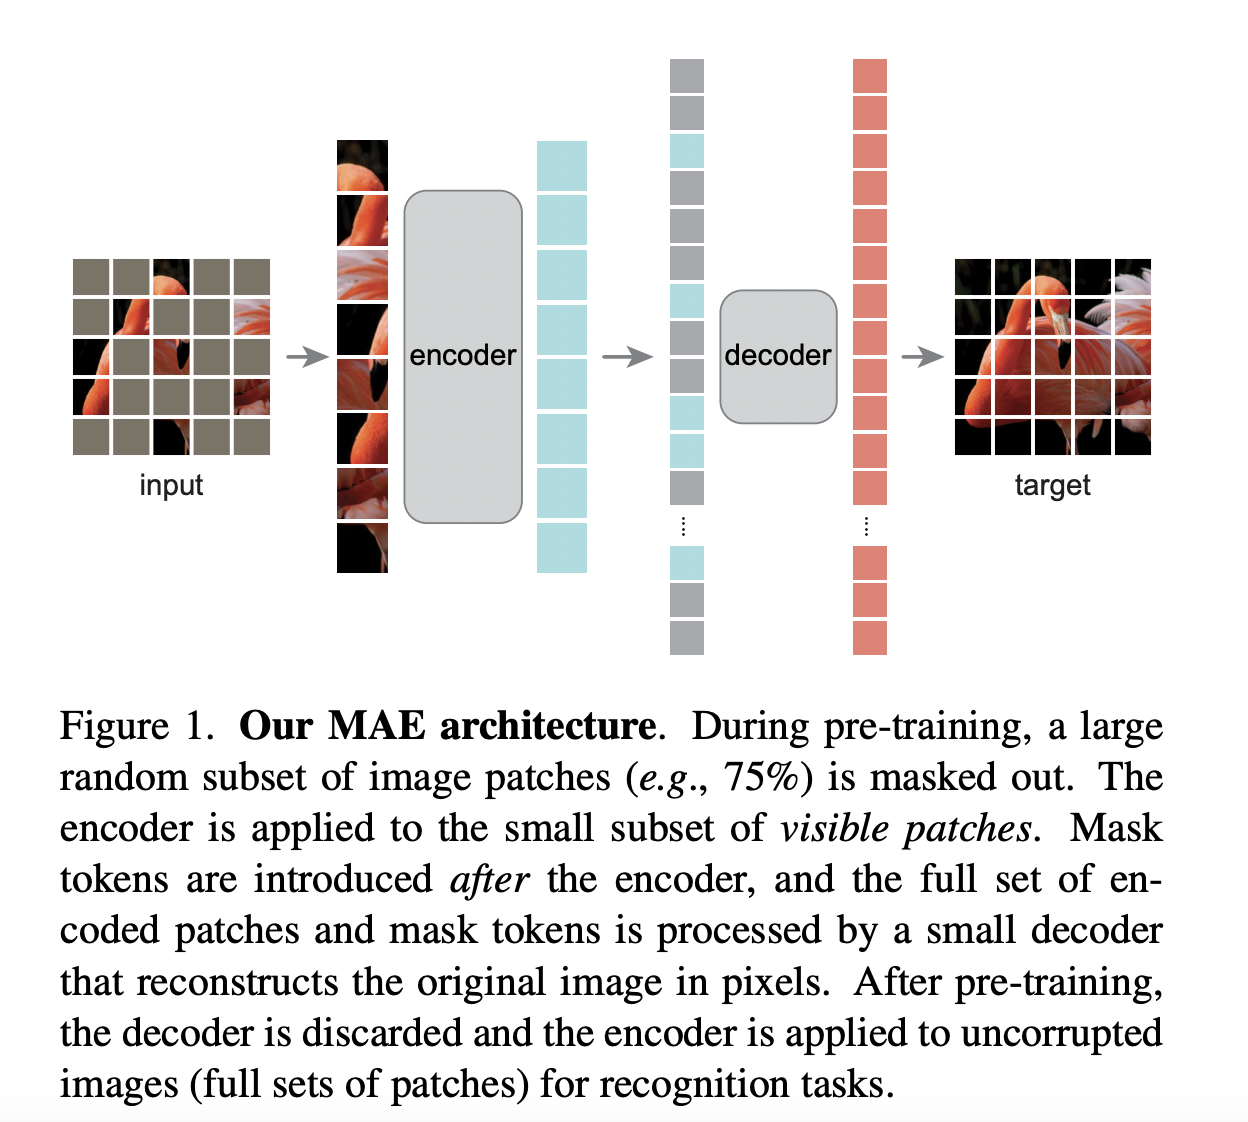 input
encoder
decoder
target
Figure 1. Our MAE architecture. During pre-training, a large
random subset of image patches (e.g., 75%) is masked out. The
encoder is applied to the small subset of visible patches. Mask
tokens are introduced after the encoder, and the full set of en-
coded patches and mask tokens is processed by a small decoder
that reconstructs the original image in pixels. After pre-training,
the decoder is discarded and the encoder is applied to uncorrupted
images (full sets of patches) for recognition tasks.